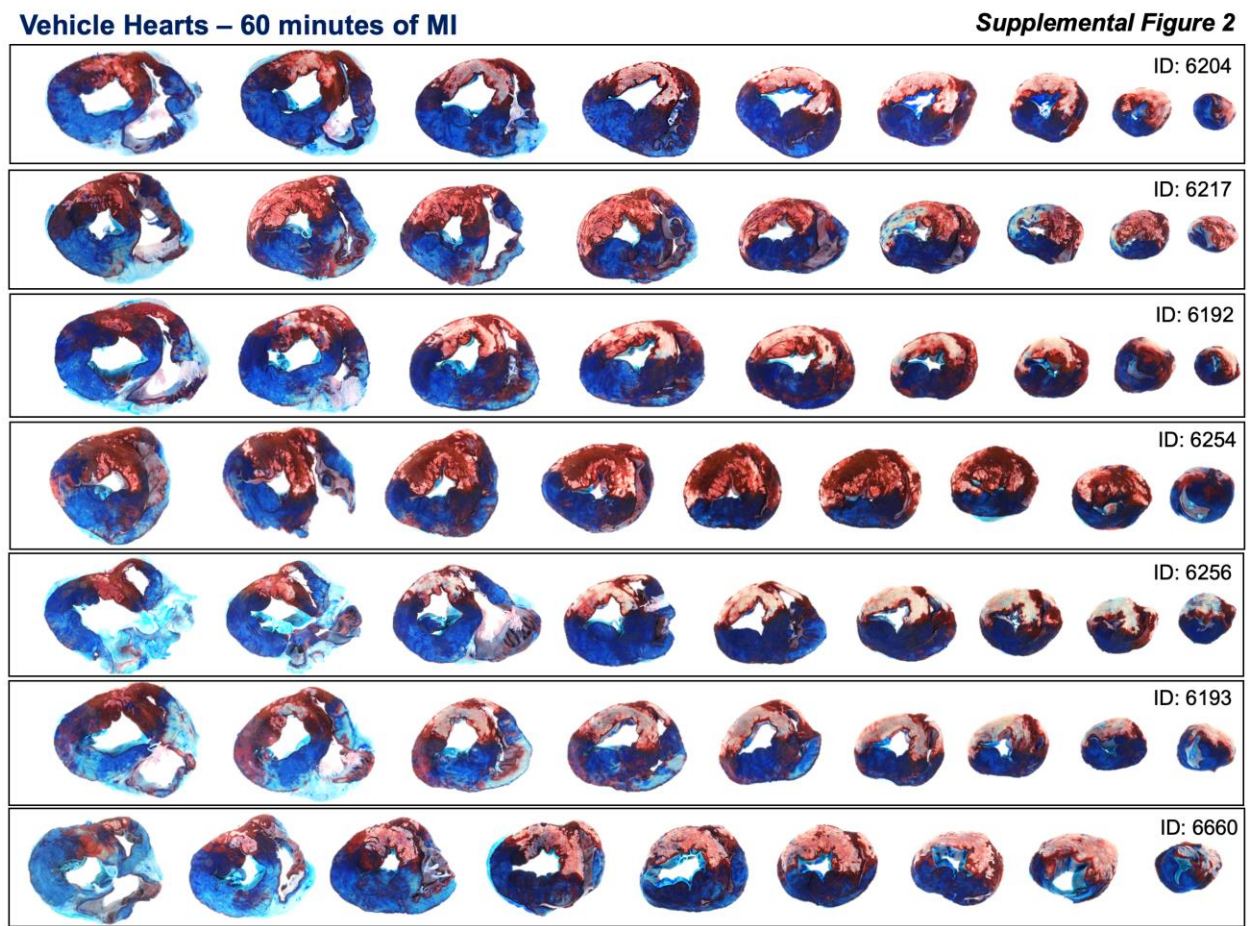 Vehicle Hearts – 60 minutes of MI
Supplemental Figure 2
ID: 6204
ID: 6217
ID: 6192
ID: 6254
ID: 6256
ID: 6193
ID: 6660